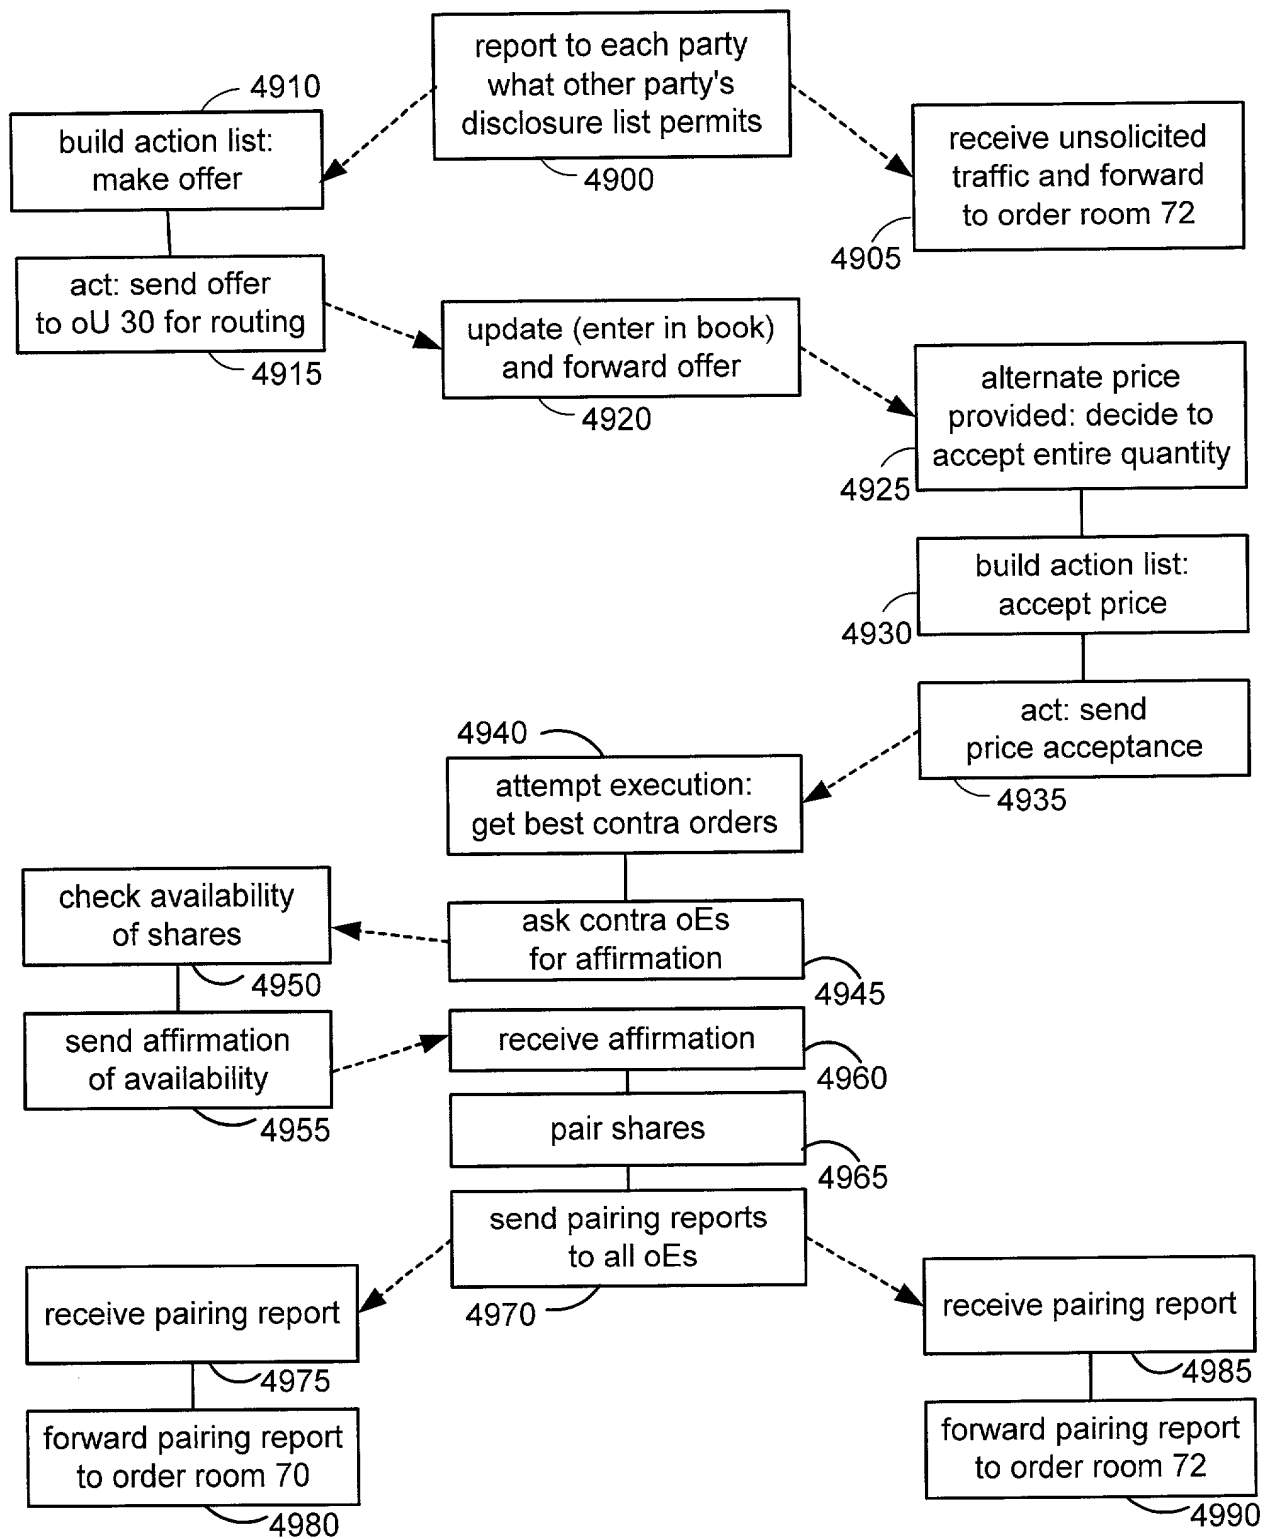 report to each party
what other party's
disclosure list permits
4900
4910
build action list:
make offer
receive unsolicited
traffic and forward
to order room 72
4905
act: send offer
to oU 30 for routing
4915
update (enter in book)
and forward offer
4920
alternate price
provided: decide to
accept entire quantity
4925
build action list:
accept price
4930
act: send
price acceptance
4935
4940
attempt execution:
get best contra orders
ask contra oEs
for affirmation
4945
check availability
of shares
4950
send affirmation
of availability
4955
receive affirmation
4960
pair shares
4965
send pairing reports
to all oEs
4970
receive pairing report
4975
forward pairing report
to order room 70
4980
receive pairing report
4985
forward pairing report
to order room 72
4990